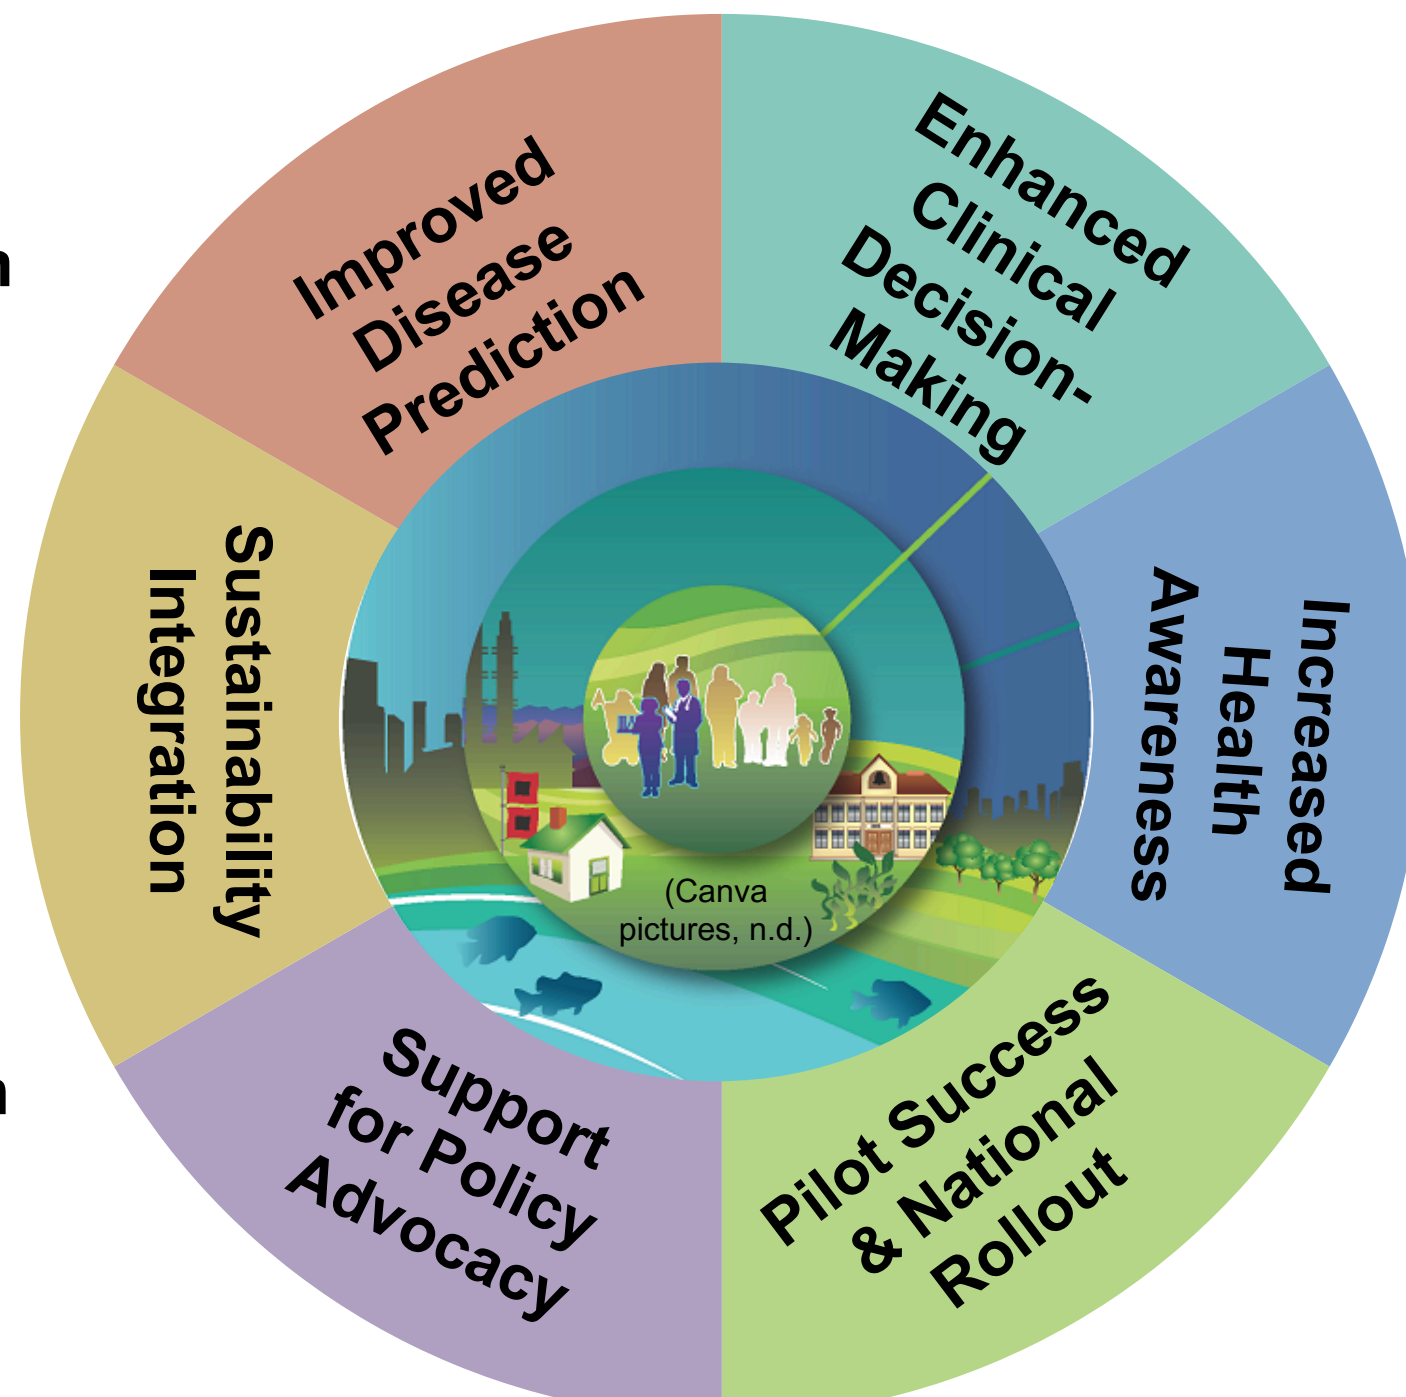 Improved
Disease
Prediction
Enhanced
Clinical
Decision-
Making
Increased
Health
Awareness
Pilot Success
& National
Rollout
Support
for Policy
Advocacy
Sustainability
Integration
(Canva
pictures, n.d.)